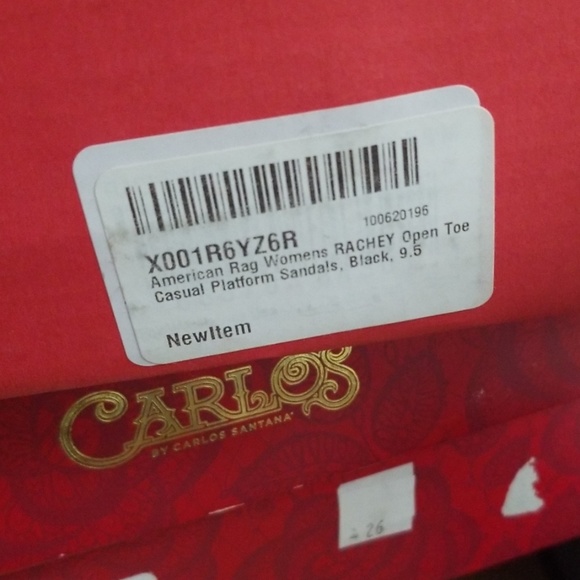 100620196
X001R6YZ6R
American Rag Womens RACHEY Open Toe
Casual Platform Sandals, Black, 9.5
NewItem
CARLOS
BY CARLOS SANTANA
26